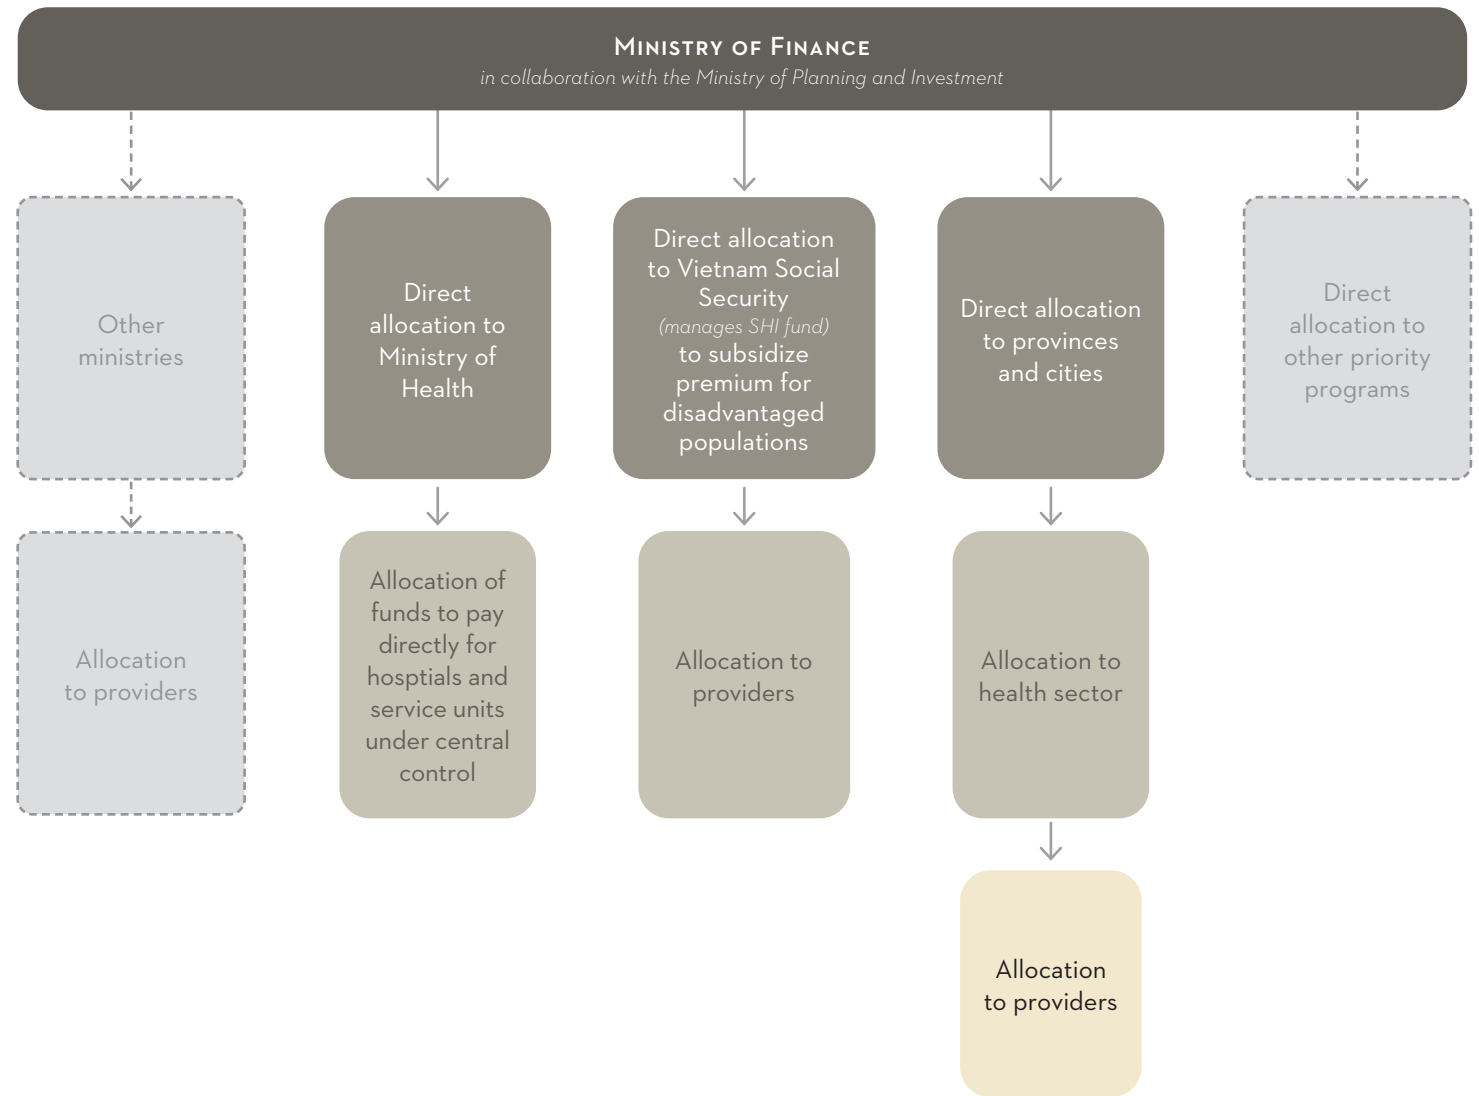 MINISTRY OF FINANCE
in collaboration with the Ministry of Planning and Investment
Other
ministries
Direct
allocation to
Ministry of
Health
Direct allocation
to Vietnam Social
Security
(manages SHI fund)
to subsidize
premium for
disadvantaged
populations
Direct allocation
to provinces
and cities
Direct
allocation to
other priority
programs
Allocation
to providers
Allocation of
funds to pay
directly for
hosptials and
service units
under central
control
Allocation to
providers
Allocation to
health sector
Allocation
to providers